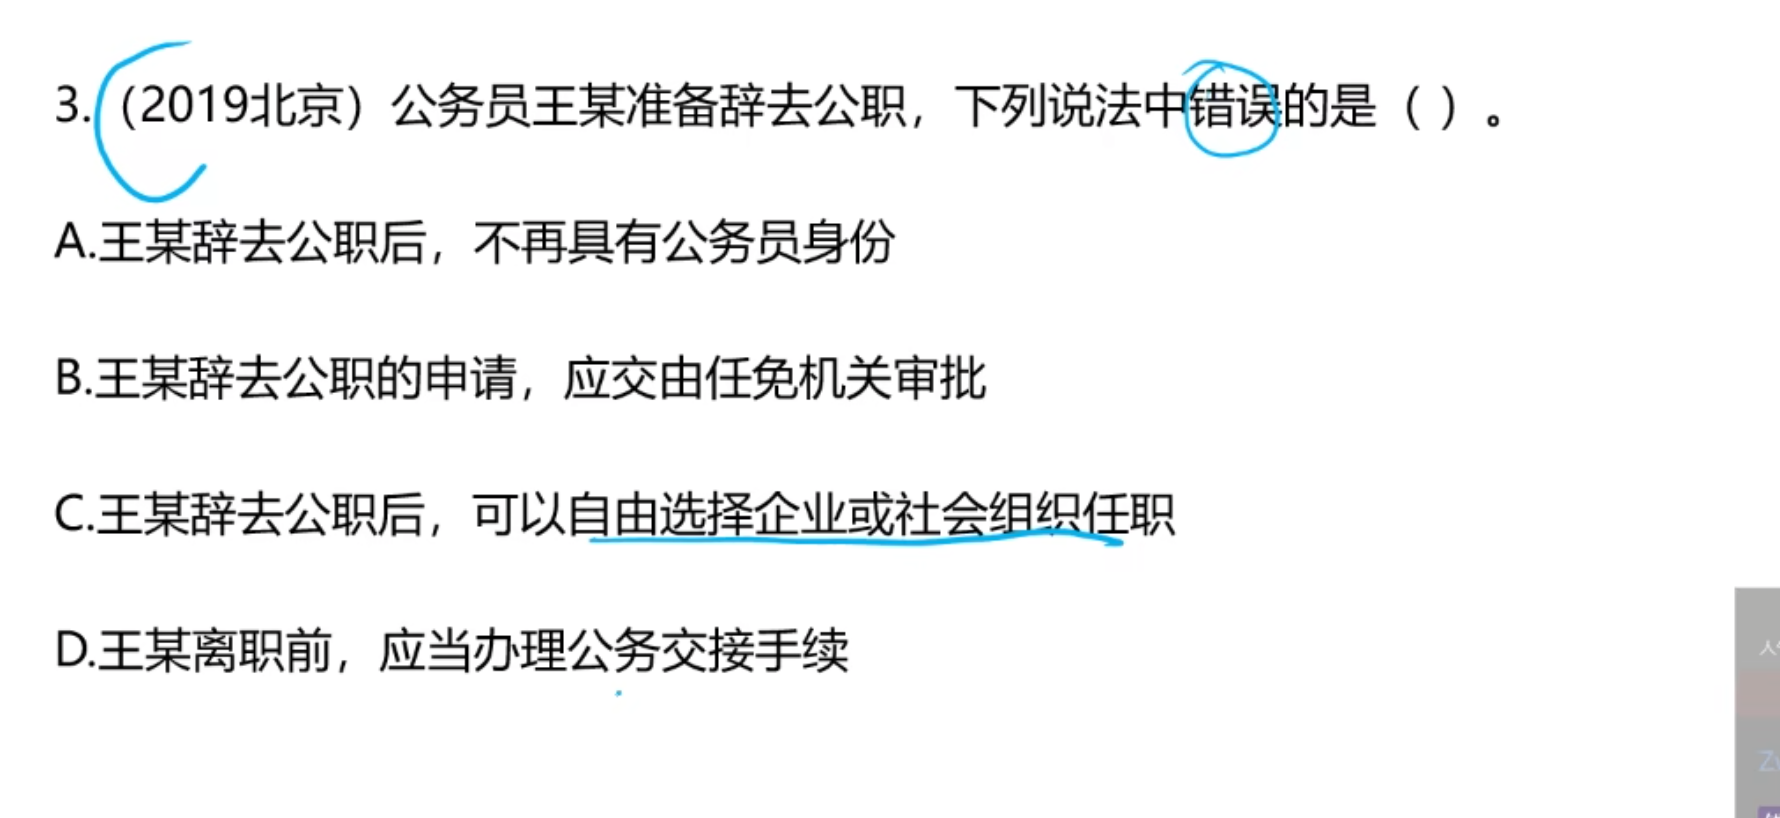 3.（2019北京）公务员王某准备辞去公职，下列说法中错误的是（ ）。
A.王某辞去公职后，不再具有公务员身份
B.王某辞去公职的申请，应交由任免机关审批
C.王某辞去公职后，可以自由选择企业或社会组织任职
D.王某离职前，应当办理公务交接手续